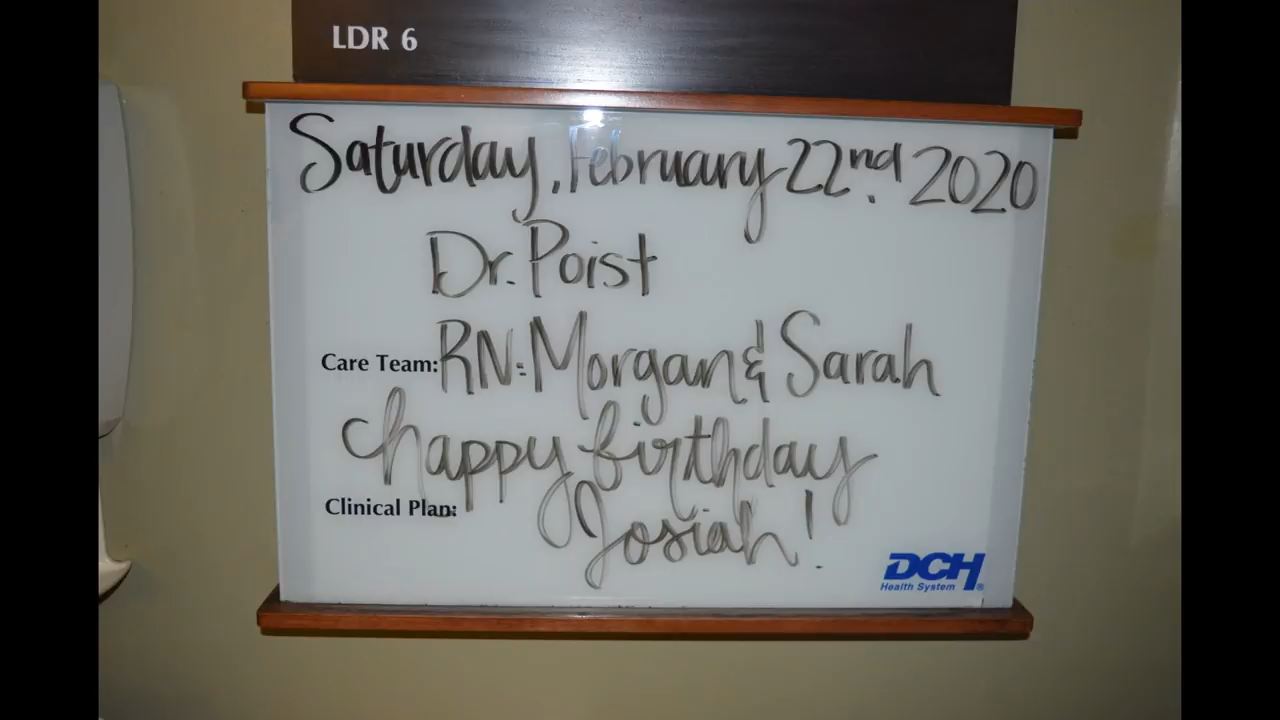 LDR 6
Saturday, February 22nd. 2020
Dr. Poist
Care Team: RN: Morgan & Sarah
happy birthday
Clinical Plan: Josiah!
DCH
Health System®